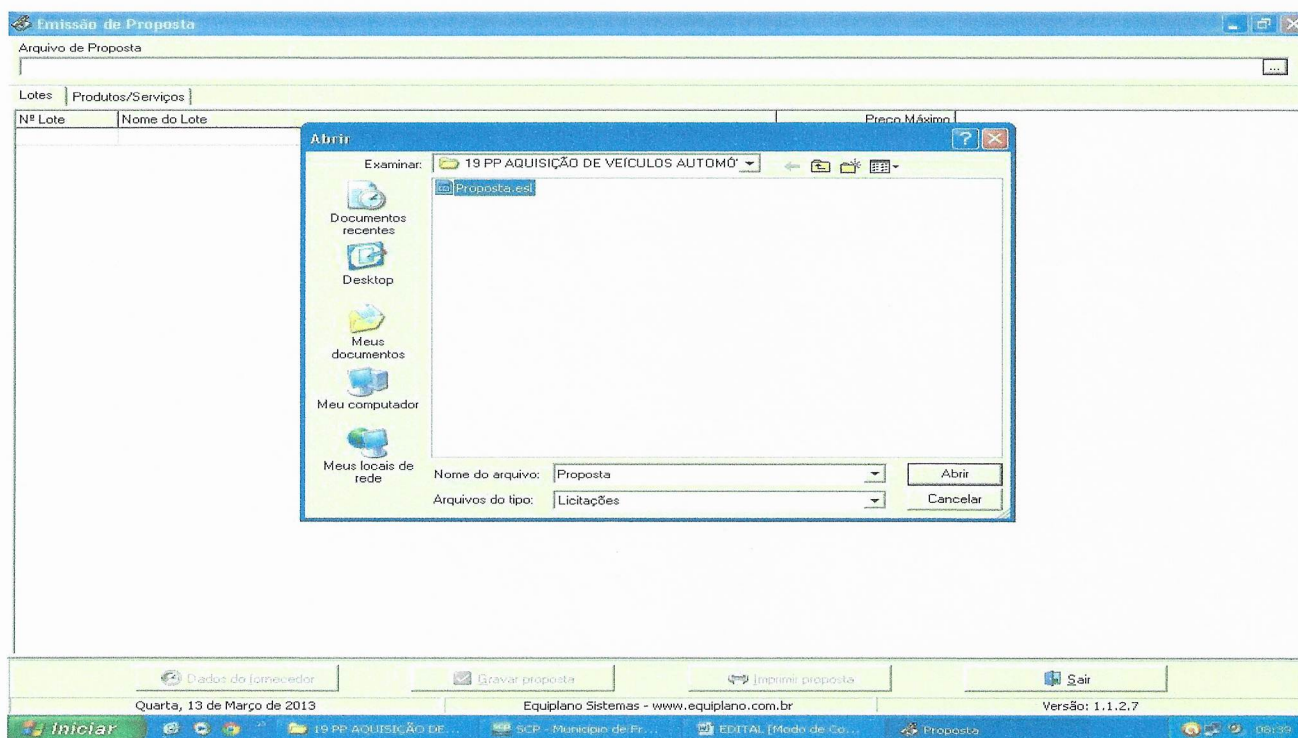 Emissão de Proposta
Arquivo de Proposta
...
Lotes Produtos/Serviços
Nº Lote Nome do Lote Preço Máximo
Abrir
Examinar: 19 PP AQUISIÇÃO DE VEÍCULOS AUTOMÓ
Proposta.esl
Documentos
recentes
Desktop
Meus
documentos
Meu computador
Meus locais de
rede
Nome do arquivo: Proposta Abrir
Arquivos do tipo: Licitações Cancelar
Dados do fornecedor Gravar proposta Imprimir proposta Sair
Quarta, 13 de Março de 2013 Equiplano Sistemas - www.equiplano.com.br Versão: 1.1.2.7
Iniciar 19 PP AQUISIÇÃO DE... SCP - Municipio de Fr... EDITAL [Modo de Co... Proposta 08:39